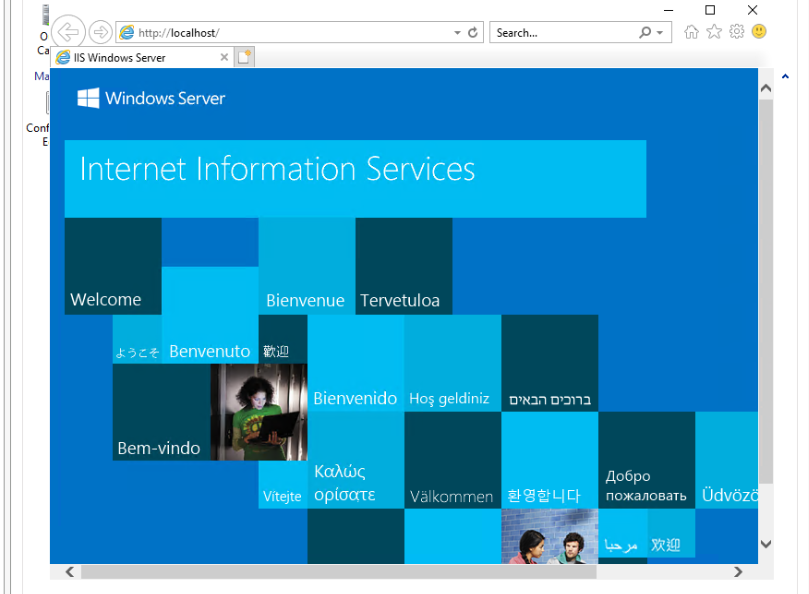 http://localhost/
Search...
IIS Windows Server
Ma
Conf
E
Windows Server
Internet Information Services
Welcome
Bienvenue
Tervetuloa
ようこそ
Benvenuto
歡迎
Bienvenido
Hoş geldiniz
ברוכים הבאים
Bem-vindo
Vítejte
Καλώς
ορίσατε
Välkommen
환영합니다
Добро
пожаловать
Üdvözö
مرحبا
欢迎